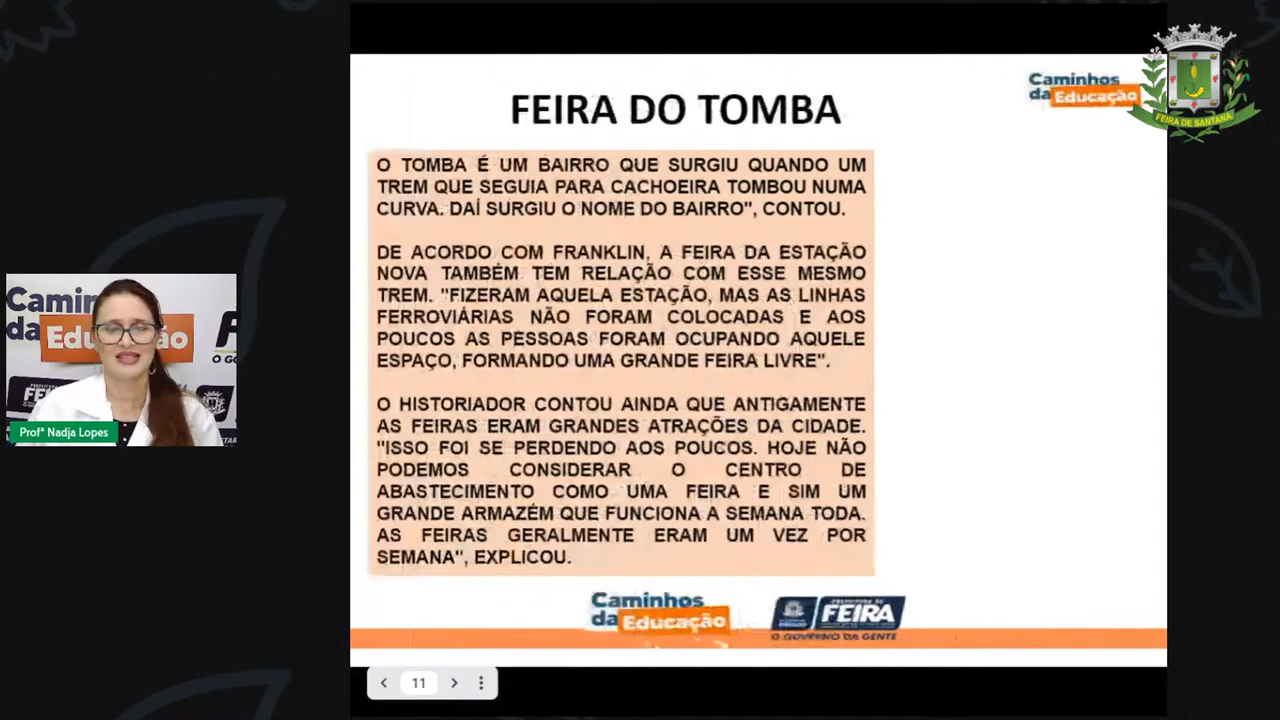 Caminhos
da Educação
FEIRA DE SANTANA
FEIRA DO TOMBA
O TOMBA É UM BAIRRO QUE SURGIU QUANDO UM
TREM QUE SEGUIA PARA CACHOEIRA TOMBOU NUMA
CURVA. DAÍ SURGIU O NOME DO BAIRRO", CONTOU.
DE ACORDO COM FRANKLIN, A FEIRA DA ESTAÇÃO
NOVA TAMBÉM TEM RELAÇÃO COM ESSE MESMO
TREM. "FIZERAM AQUELA ESTAÇÃO, MAS AS LINHAS
FERROVIÁRIAS NÃO FORAM COLOCADAS E AOS
POUCOS AS PESSOAS FORAM OCUPANDO AQUELE
ESPAÇO, FORMANDO UMA GRANDE FEIRA LIVRE".
O HISTORIADOR CONTOU AINDA QUE ANTIGAMENTE
AS FEIRAS ERAM GRANDES ATRAÇÕES DA CIDADE.
"ISSO FOI SE PERDENDO AOS POUCOS. HOJE NÃO
PODEMOS CONSIDERAR O CENTRO DE
ABASTECIMENTO COMO UMA FEIRA E SIM UM
GRANDE ARMAZÉM QUE FUNCIONA A SEMANA TODA.
AS FEIRAS GERALMENTE ERAM UM VEZ POR
SEMANA", EXPLICOU.
Caminhos
da Educação
PREFEITURA DE
FEIRA
O GOVERNO DA GENTE
11
Profª Nadja Lopes